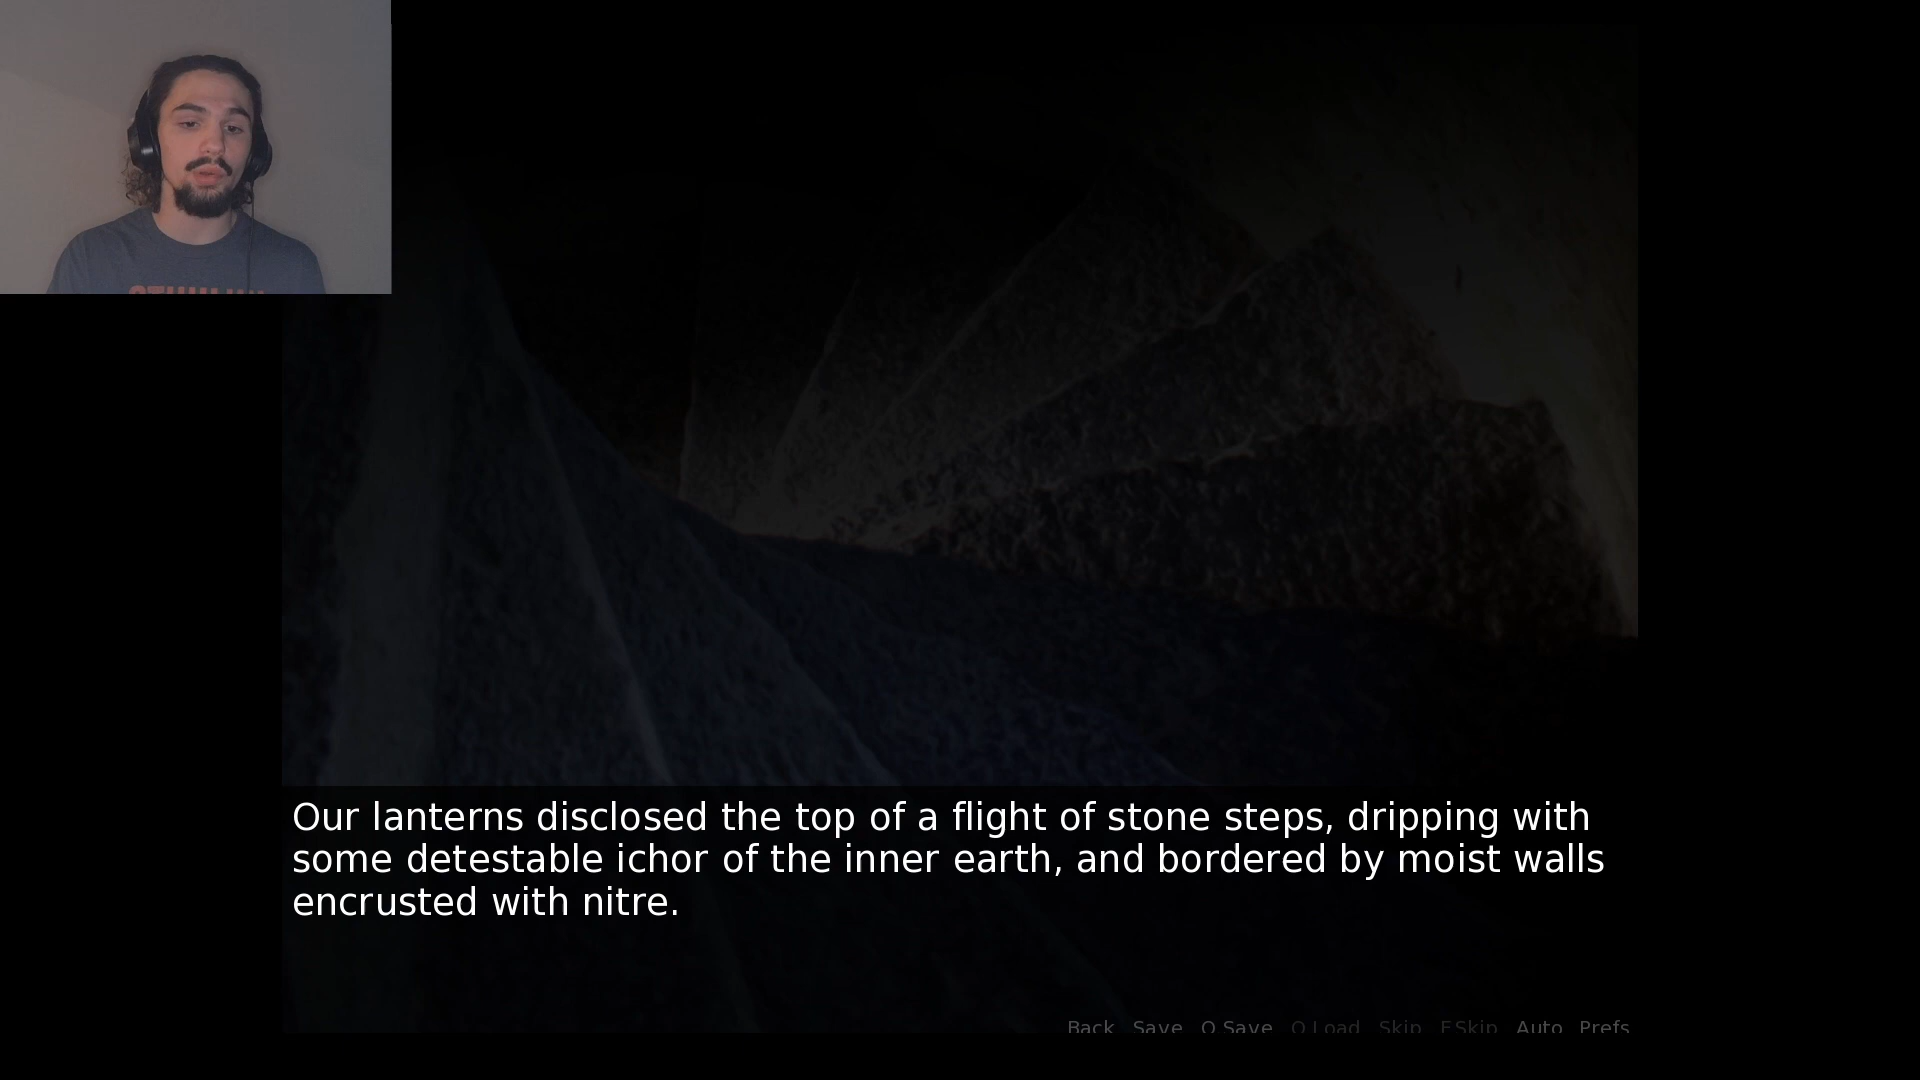 Our lanterns disclosed the top of a flight of stone steps, dripping with
some detestable ichor of the inner earth, and bordered by moist walls
encrusted with nitre.
Back Save Q.Save Q.Load Skip F.Skip Auto Prefs